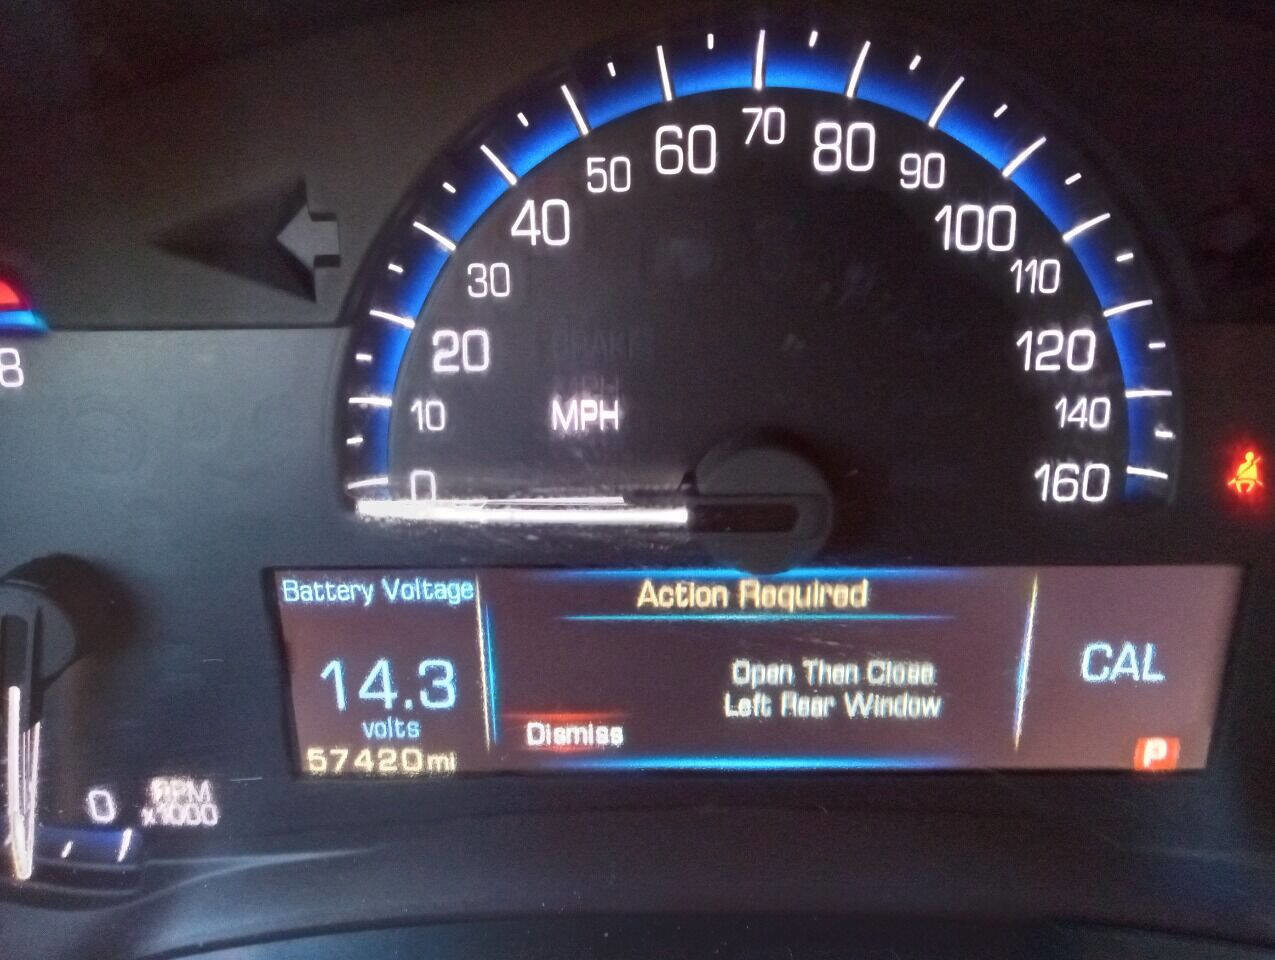 70
60
80
50
90
40
100
30
110
20
120
MPH
8
10
140
0
160
Battery Voltage
Action Required
14.3
CAL
Open Then Close
Left Rear Window
volts
Dismiss
57420mi
P
0
RPM
x1000